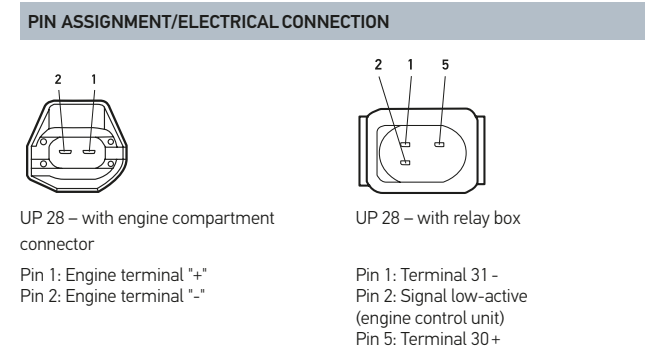 PIN ASSIGNMENT/ELECTRICAL CONNECTION
2 1
2 1 5
UP 28 – with engine compartment
connector
Pin 1: Engine terminal "+"
Pin 2: Engine terminal "-"
UP 28 – with relay box
Pin 1: Terminal 31 -
Pin 2: Signal low-active
(engine control unit)
Pin 5: Terminal 30+